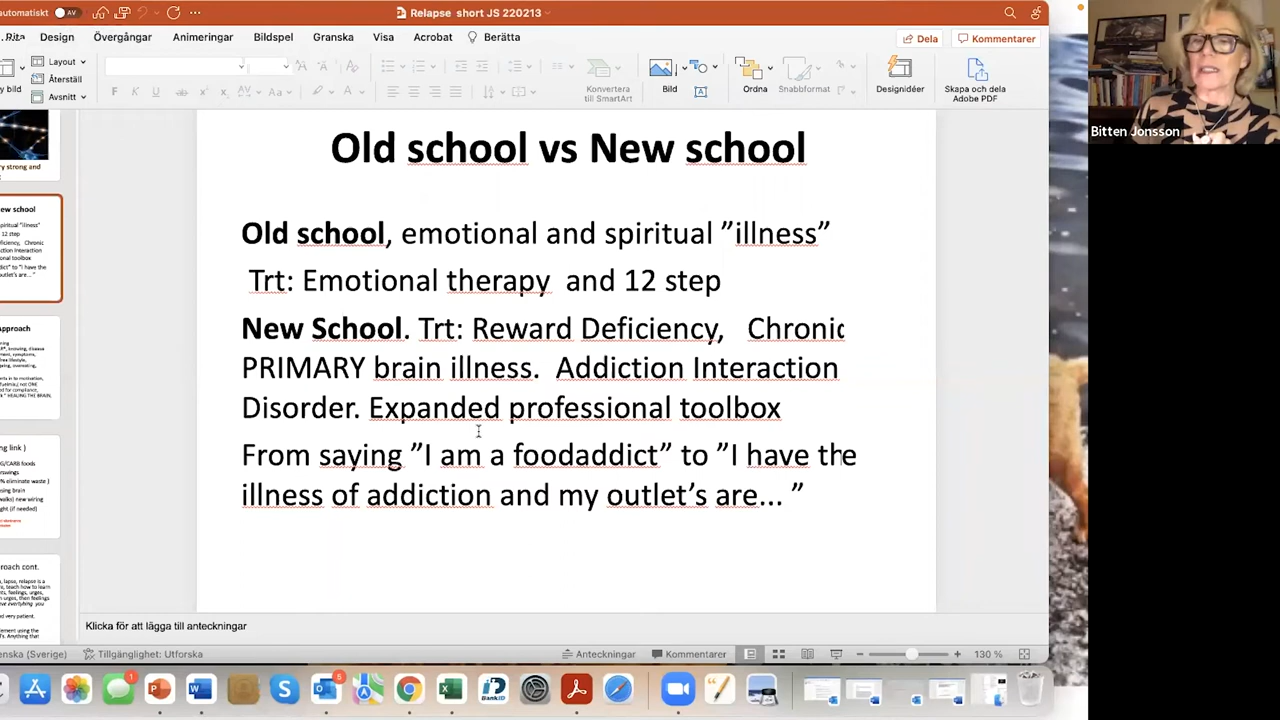 automatiskt AV
Relapse short JS 220213
Rita Design Övergångar Animeringar Bildspel Granska Visa Acrobat Berätta
Dela Kommentarer
Layout
Återställ
Avsnitt
y bild
Konvertera till SmartArt
Bild
Ordna
Snabbformat
Designidéer
Skapa och dela Adobe PDF
Bitten Jonsson
Old school vs New school
Old school, emotional and spiritual ”illness”
Trt: Emotional therapy and 12 step
New School. Trt: Reward Deficiency, Chronic
PRIMARY brain illness. Addiction Interaction
Disorder. Expanded professional toolbox
From saying ”I am a foodaddict” to ”I have the
illness of addiction and my outlet’s are... ”
Klicka för att lägga till anteckningar
enska (Sverige) Tillgänglighet: Utforska Anteckningar Kommentarer 130 %